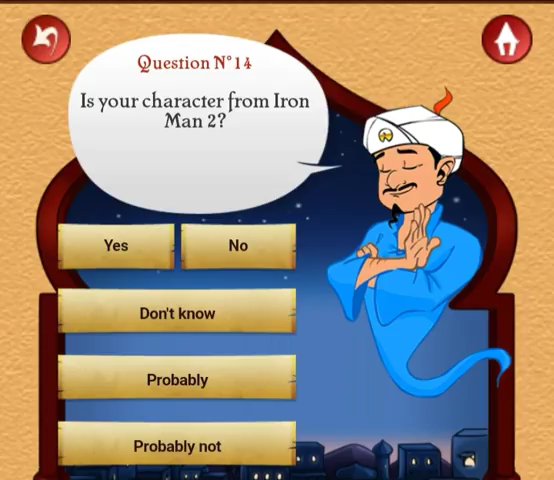 Question N°14
Is your character from Iron
Man 2?
Yes
No
Don't know
Probably
Probably not